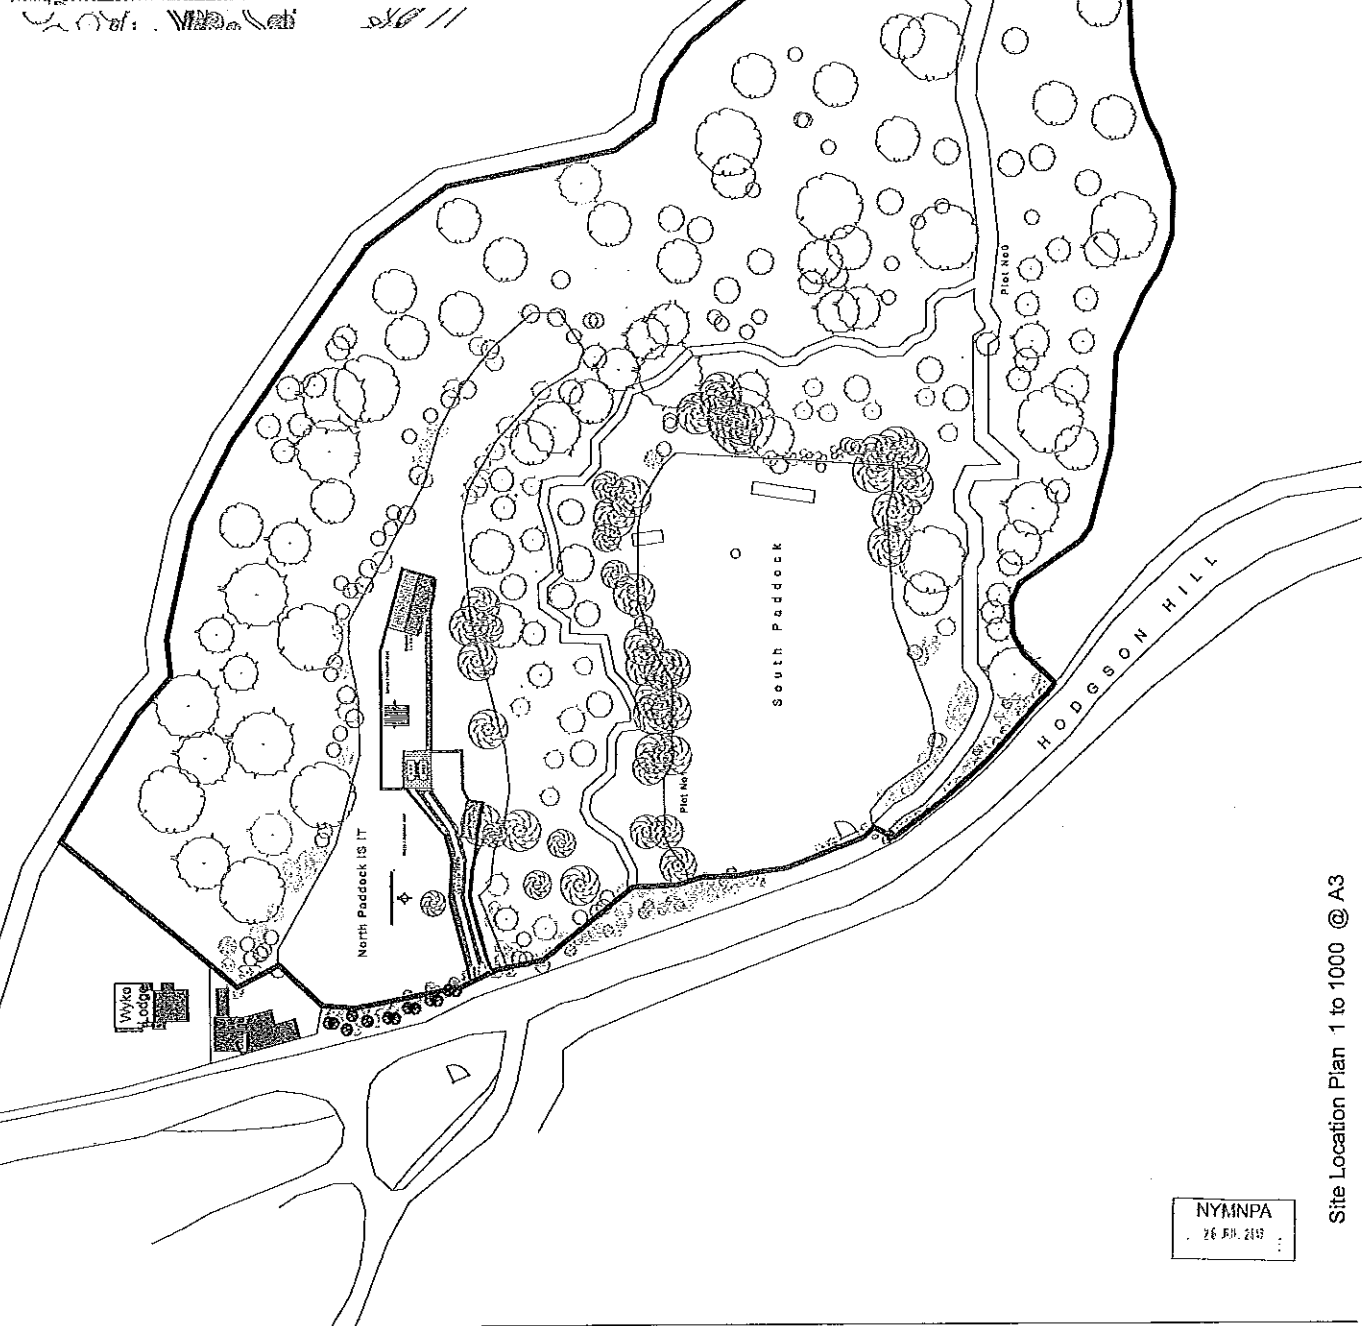 Plot No6
South Paddock
HODGSON HILL
Plot No
North Paddock IS IT
Wyke
Lodge
NYMNPA
Site Location Plan 1 to 1000 @ A3